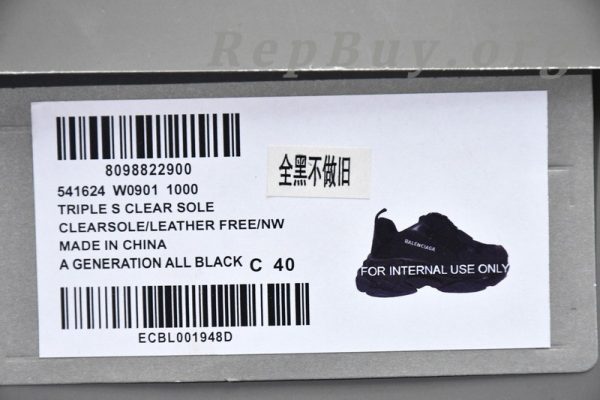 RepBuy.org
8098822900
全黑不做旧
541624 W0901 1000
TRIPLE S CLEAR SOLE
CLEARSOLE/LEATHER FREE/NW
MADE IN CHINA
A GENERATION ALL BLACK C 40
BALENCIAGA
FOR INTERNAL USE ONLY
ECBL001948D